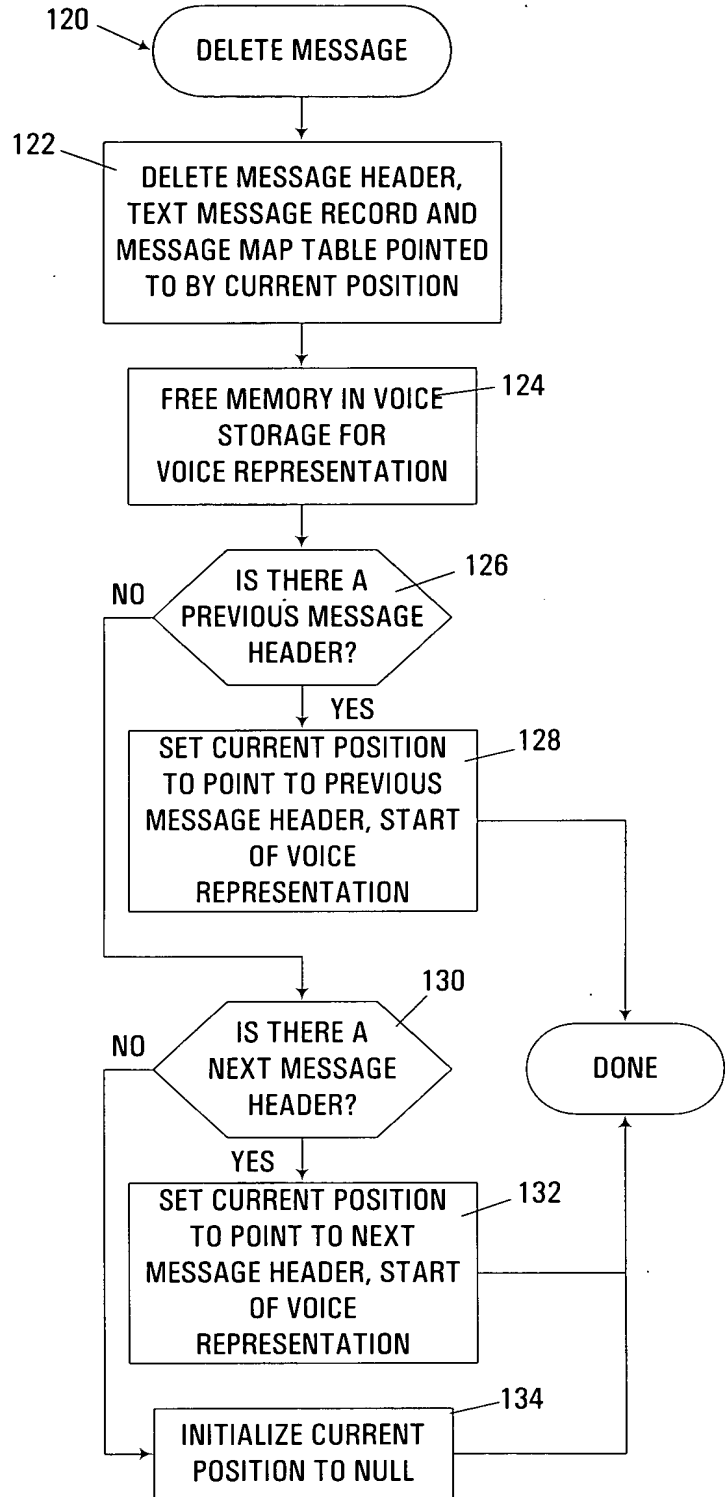 120
DELETE MESSAGE
122
DELETE MESSAGE HEADER,
TEXT MESSAGE RECORD AND
MESSAGE MAP TABLE POINTED
TO BY CURRENT POSITION
124
FREE MEMORY IN VOICE
STORAGE FOR
VOICE REPRESENTATION
126
NO
IS THERE A
PREVIOUS MESSAGE
HEADER?
YES
128
SET CURRENT POSITION
TO POINT TO PREVIOUS
MESSAGE HEADER, START
OF VOICE
REPRESENTATION
130
NO
IS THERE A
NEXT MESSAGE
HEADER?
DONE
YES
132
SET CURRENT POSITION
TO POINT TO NEXT
MESSAGE HEADER, START
OF VOICE
REPRESENTATION
134
INITIALIZE CURRENT
POSITION TO NULL